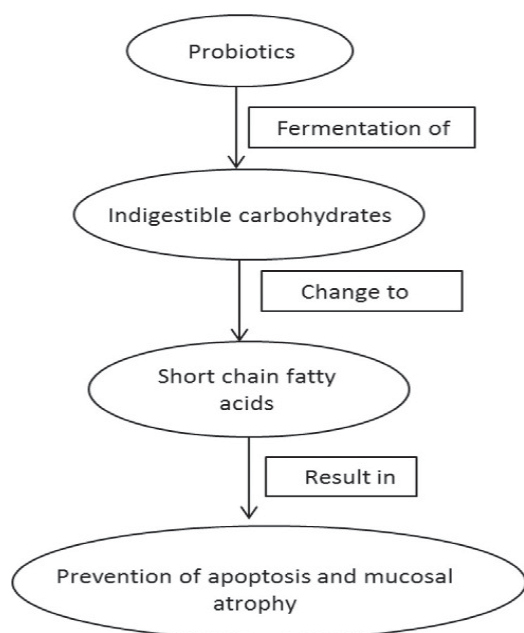 Probiotics
Fermentation of
Indigestible carbohydrates
Change to
Short chain fatty
acids
Result in
Prevention of apoptosis and mucosal
atrophy